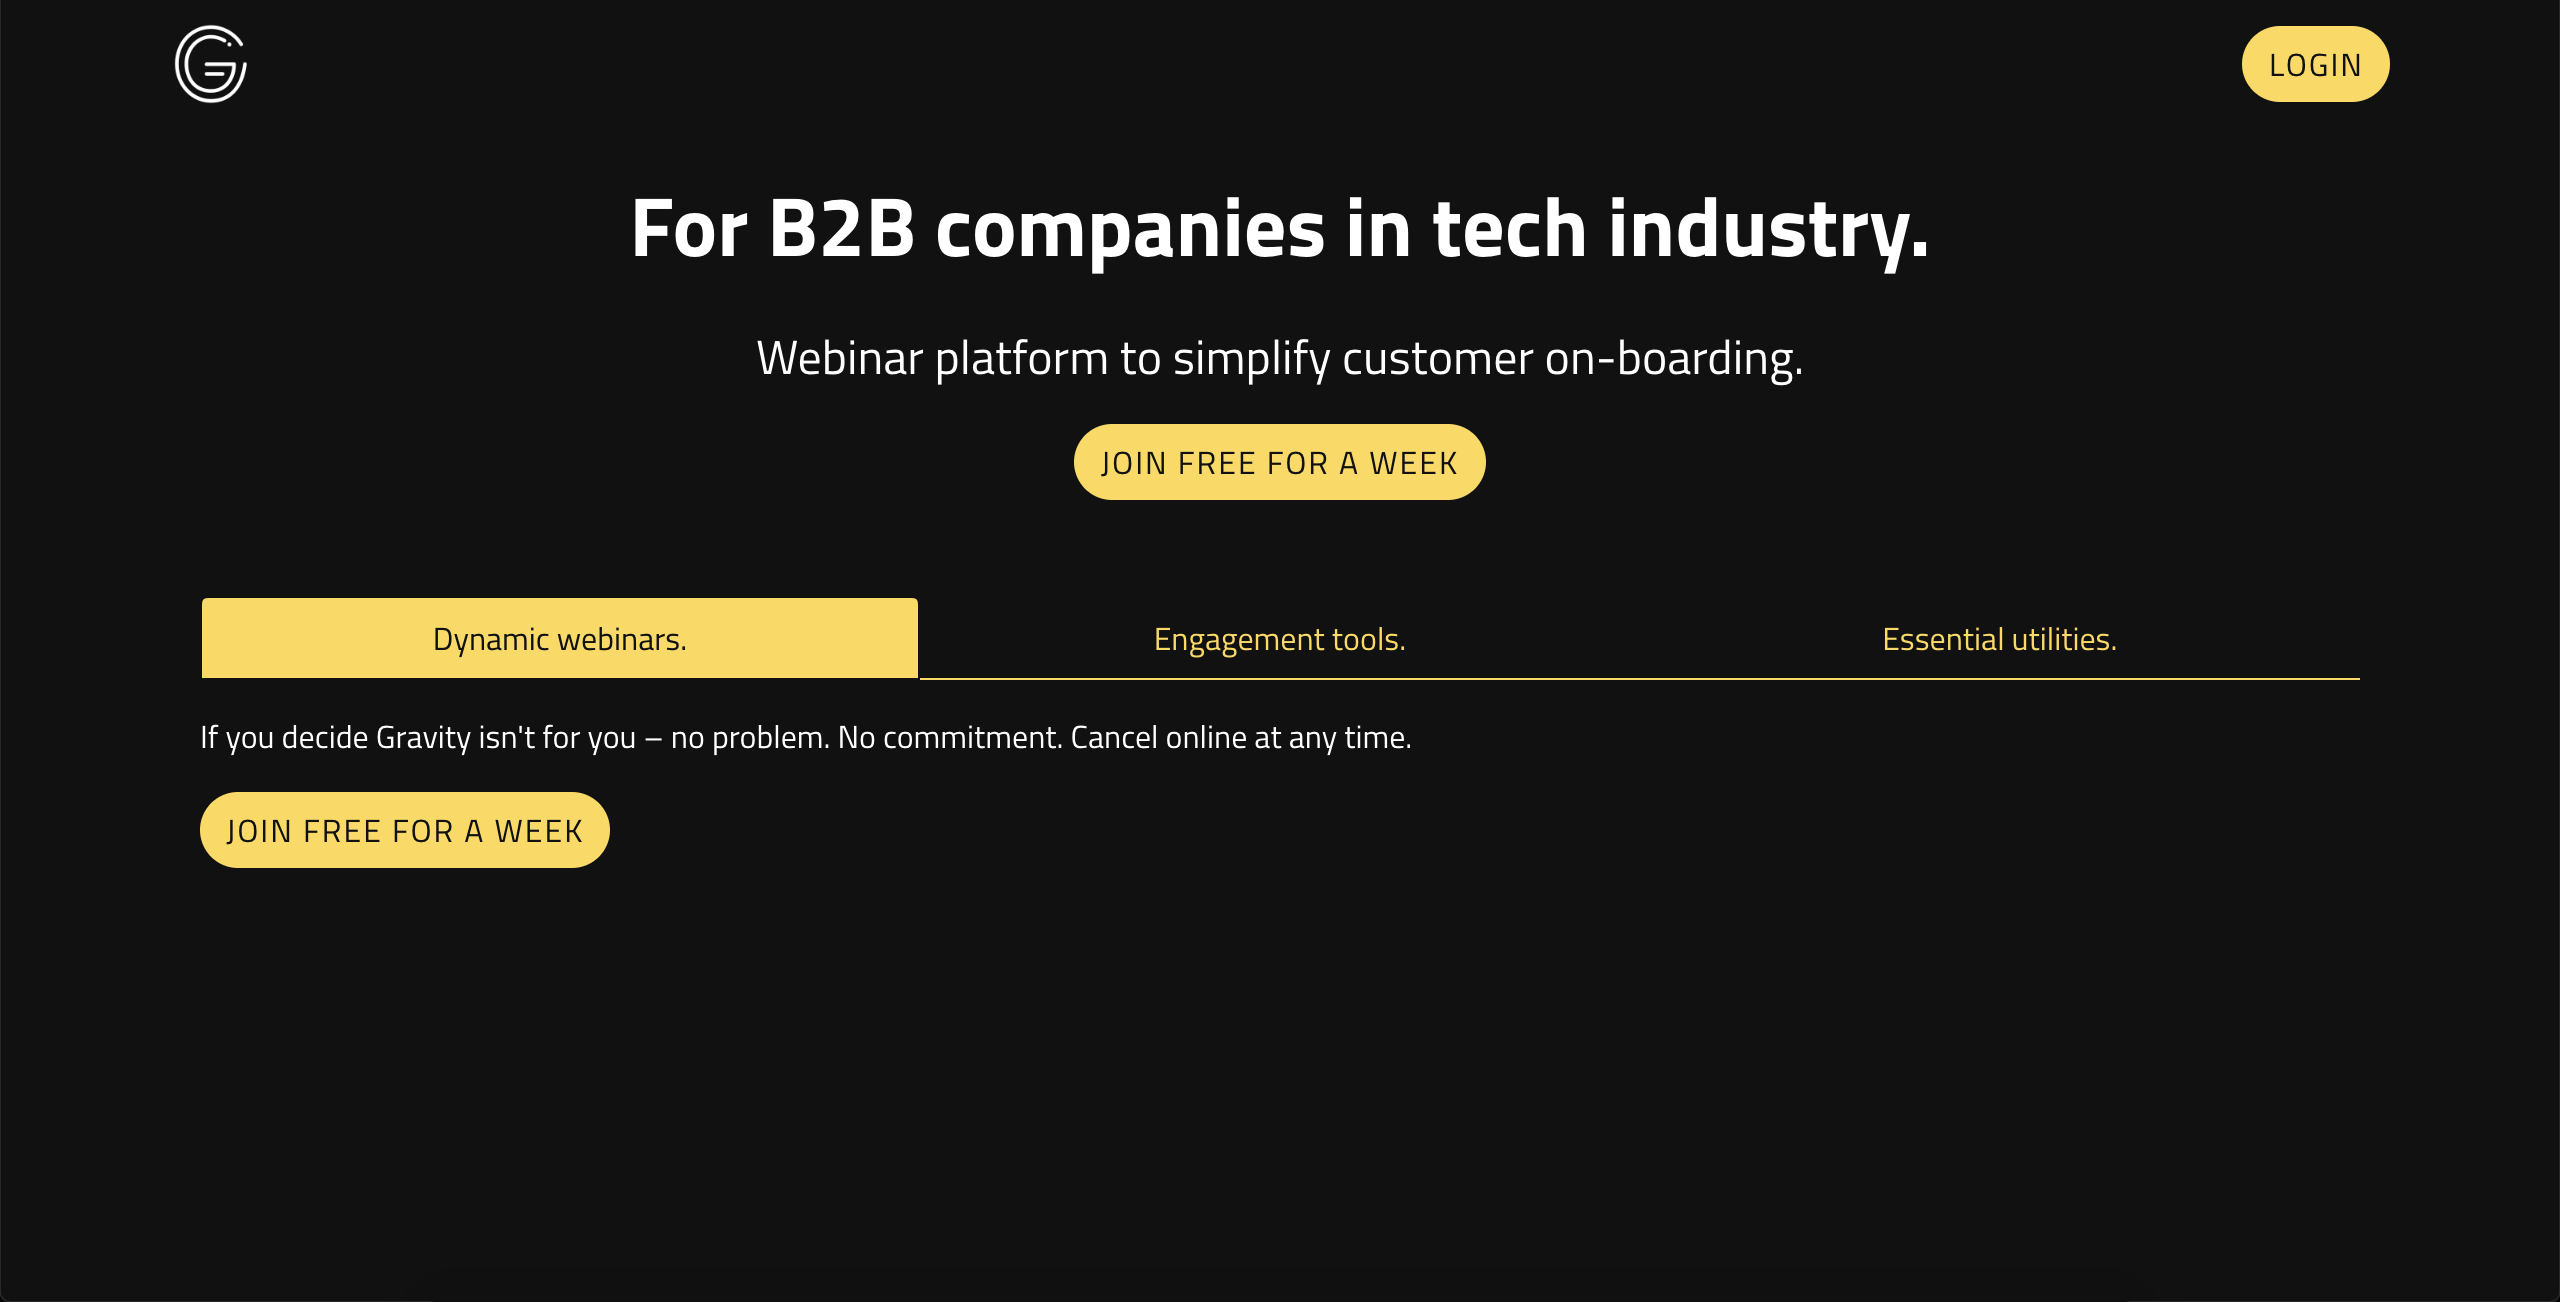 LOGIN
For B2B companies in tech industry.
Webinar platform to simplify customer on-boarding.
JOIN FREE FOR A WEEK
Dynamic webinars.
Engagement tools.
Essential utilities.
If you decide Gravity isn't for you – no problem. No commitment. Cancel online at any time.
JOIN FREE FOR A WEEK